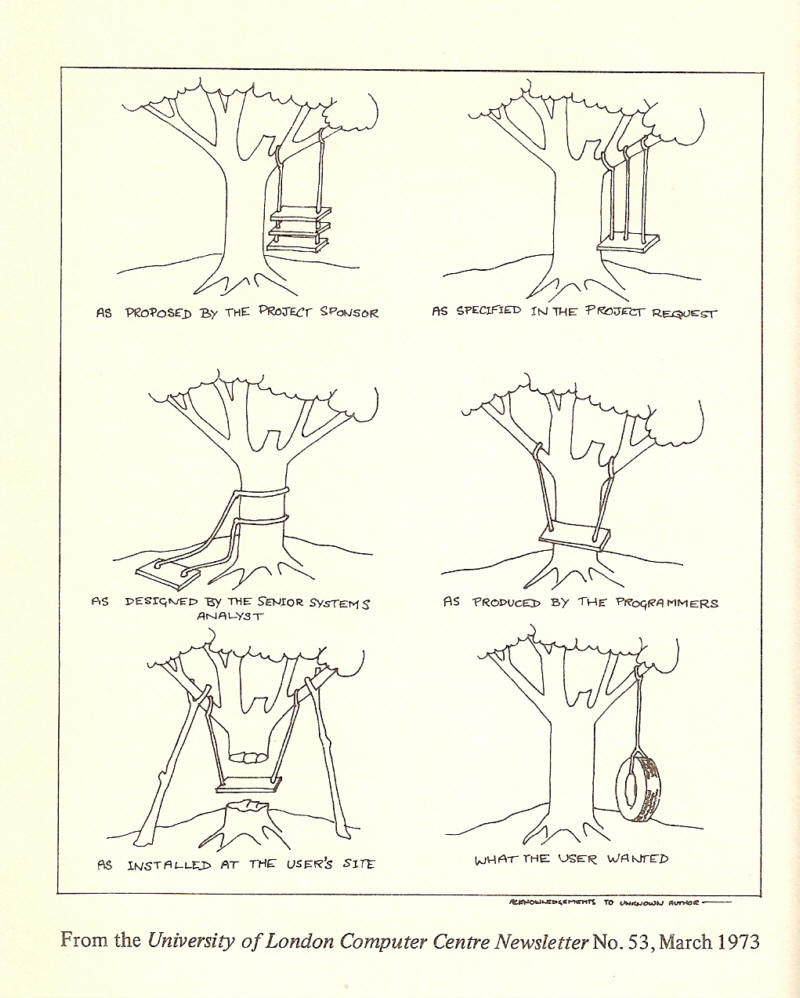 AS PROPOSED BY THE PROJECT SPONSOR
AS SPECIFIED IN THE PROJECT REQUEST
AS DESIGNED BY THE SENIOR SYSTEMS
ANALYST
AS PRODUCED BY THE PROGRAMMERS
AS INSTALLED AT THE USER'S SITE
WHAT THE USER WANTED
ACKNOWLEDGEMENTS TO UNKNOWN AUTHOR
From the University of London Computer Centre Newsletter No. 53, March 1973